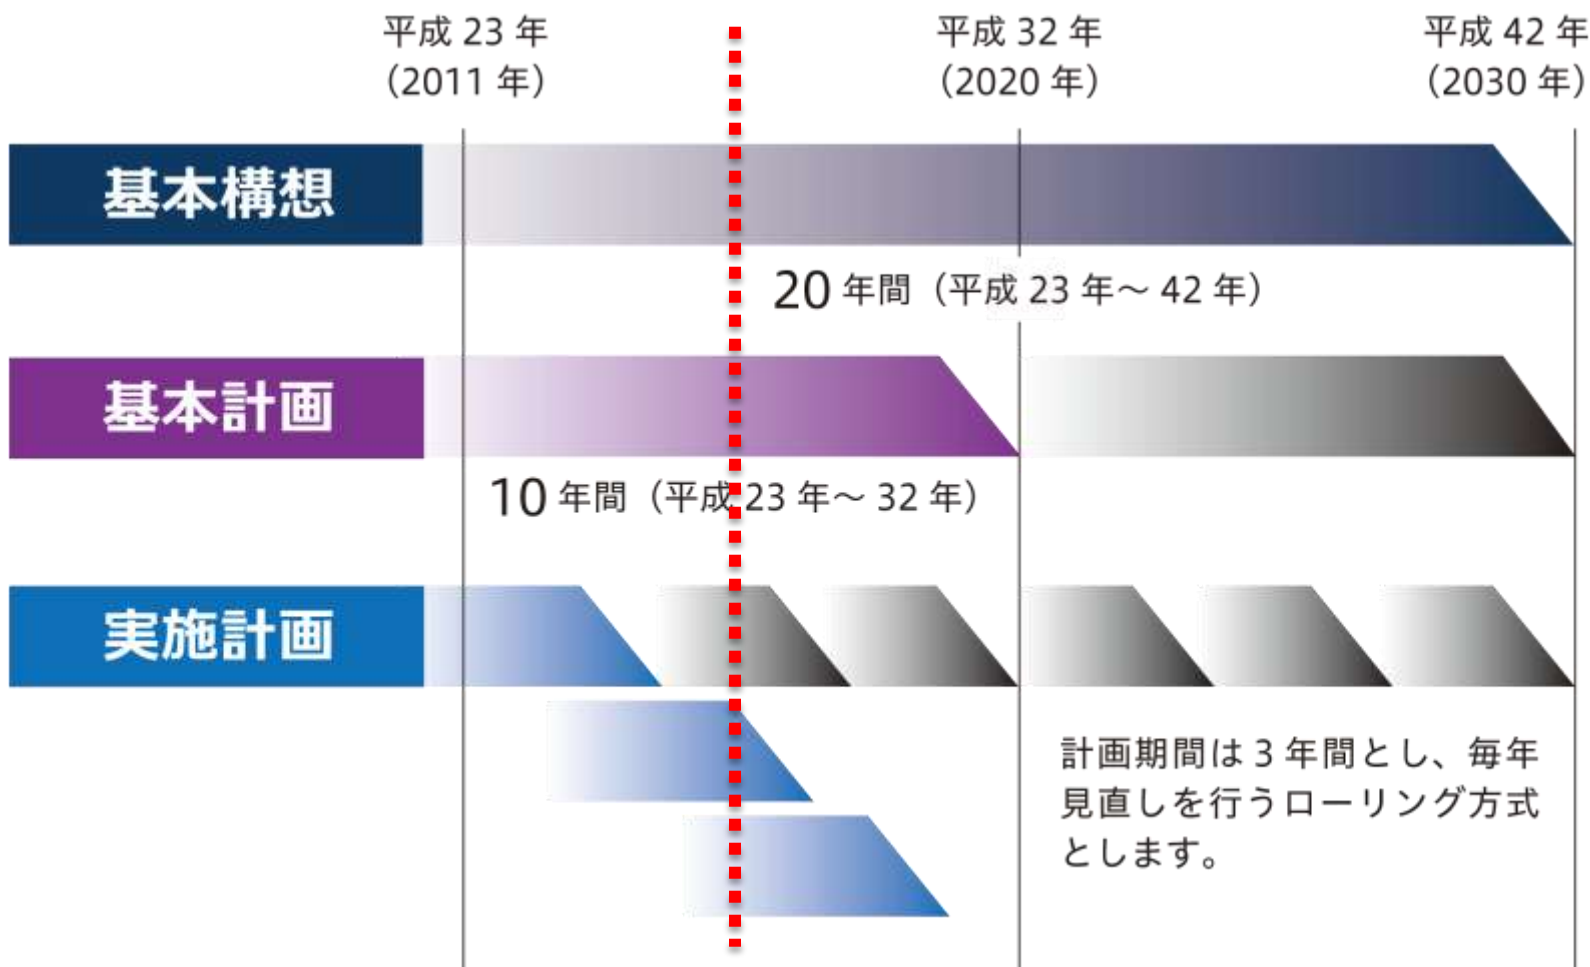 平成 23 年
（2011 年）
平成 32 年
（2020 年）
平成 42 年
（2030 年）
基本構想
20 年間（平成 23 年～ 42 年）
基本計画
10 年間（平成 23 年～ 32 年）
実施計画
計画期間は 3 年間とし、毎年
見直しを行うローリング方式
とします。